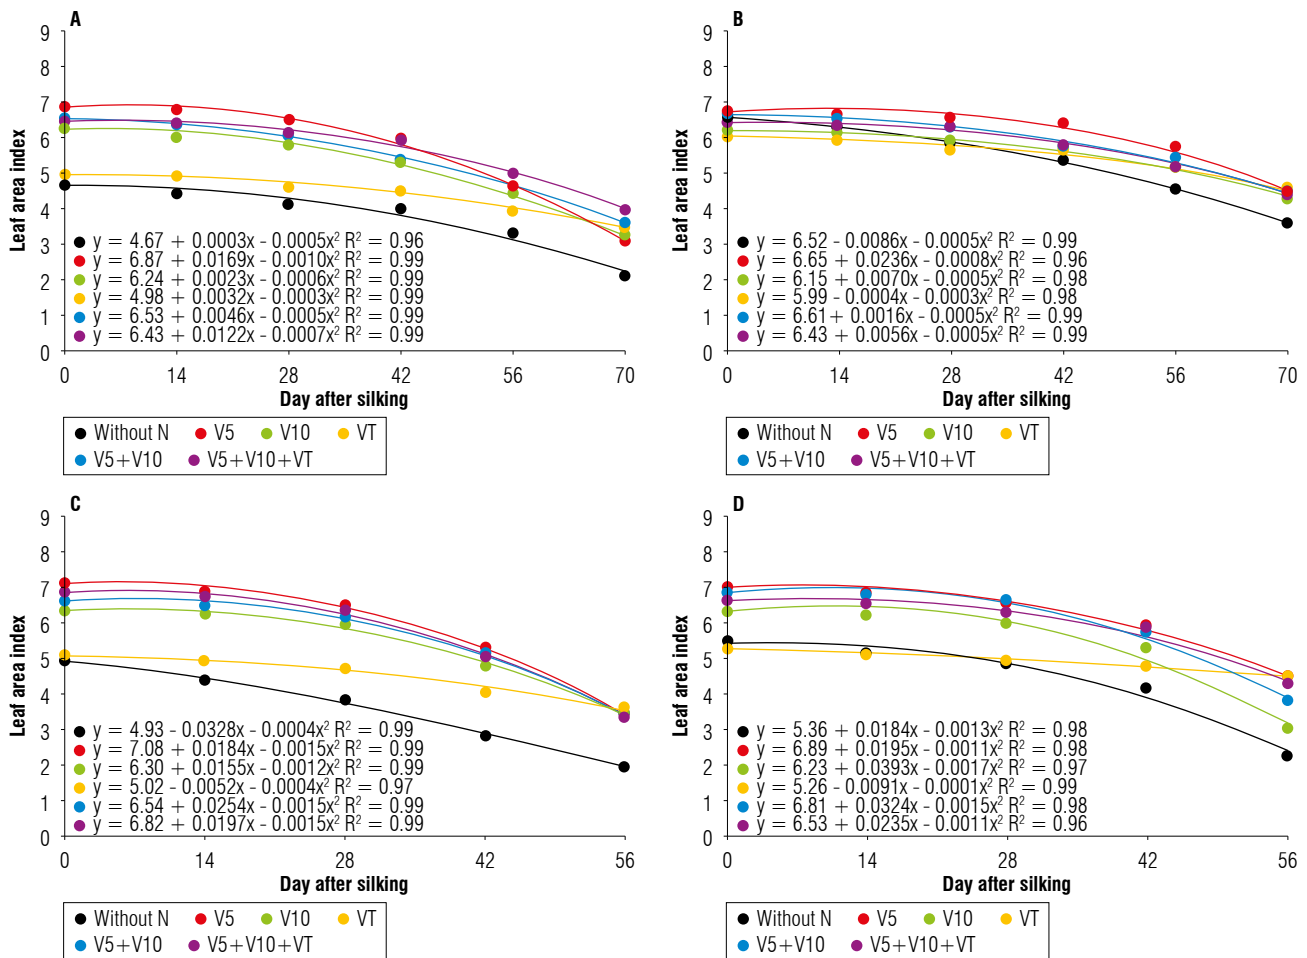 A
9
8
7
6
5
4
3
2
1
0
Leaf area index
y = 4.67 + 0.0003x - 0.0005x² R² = 0.96
y = 6.87 + 0.0169x - 0.0010x² R² = 0.99
y = 6.24 + 0.0023x - 0.0006x² R² = 0.99
y = 4.98 + 0.0032x - 0.0003x² R² = 0.99
y = 6.53 + 0.0046x - 0.0005x² R² = 0.99
y = 6.43 + 0.0122x - 0.0007x² R² = 0.99
0 14 28 42 56 70
Day after silking
Without N V5 V10 VT
V5+V10 V5+V10+VT
B
9
8
7
6
5
4
3
2
1
0
Leaf area index
y = 6.52 - 0.0086x - 0.0005x² R² = 0.99
y = 6.65 + 0.0236x - 0.0008x² R² = 0.96
y = 6.15 + 0.0070x - 0.0005x² R² = 0.98
y = 5.99 - 0.0004x - 0.0003x² R² = 0.98
y = 6.61 + 0.0016x - 0.0005x² R² = 0.99
y = 6.43 + 0.0056x - 0.0005x² R² = 0.99
0 14 28 42 56 70
Day after silking
Without N V5 V10 VT
V5+V10 V5+V10+VT
C
9
8
7
6
5
4
3
2
1
0
Leaf area index
y = 4.93 - 0.0328x - 0.0004x² R² = 0.99
y = 7.08 + 0.0184x - 0.0015x² R² = 0.99
y = 6.30 + 0.0155x - 0.0012x² R² = 0.99
y = 5.02 - 0.0052x - 0.0004x² R² = 0.97
y = 6.54 + 0.0254x - 0.0015x² R² = 0.99
y = 6.82 + 0.0197x - 0.0015x² R² = 0.99
0 14 28 42 56
Day after silking
Without N V5 V10 VT
V5+V10 V5+V10+VT
D
9
8
7
6
5
4
3
2
1
0
Leaf area index
y = 5.36 + 0.0184x - 0.0013x² R² = 0.98
y = 6.89 + 0.0195x - 0.0011x² R² = 0.98
y = 6.23 + 0.0393x - 0.0017x² R² = 0.97
y = 5.26 - 0.0091x - 0.0001x² R² = 0.99
y = 6.81 + 0.0324x - 0.0015x² R² = 0.98
y = 6.53 + 0.0235x - 0.0011x² R² = 0.96
0 14 28 42 56
Day after silking
Without N V5 V10 VT
V5+V10 V5+V10+VT